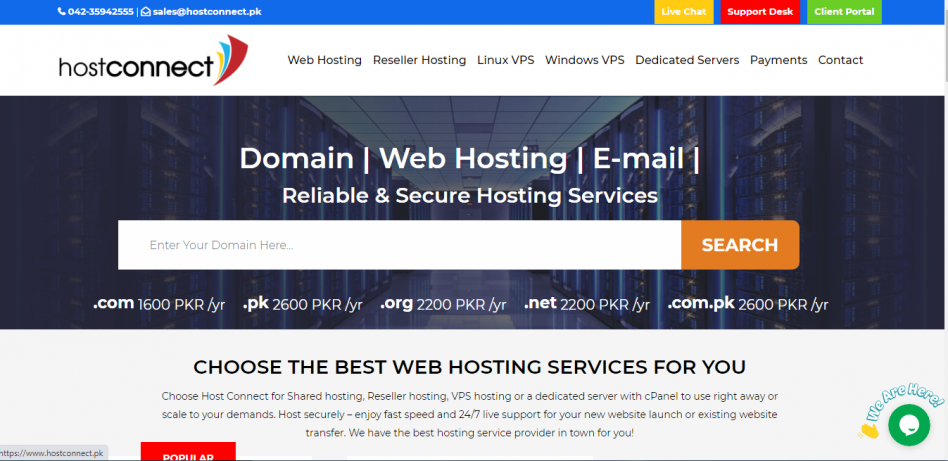 042-35942555 | sales@hostconnect.pk
Live Chat
Support Desk
Client Portal
hostconnect
Web Hosting Reseller Hosting Linux VPS Windows VPS Dedicated Servers Payments Contact
Domain | Web Hosting | E-mail |
Reliable & Secure Hosting Services
Enter Your Domain Here...
SEARCH
.com 1600 PKR /yr .pk 2600 PKR /yr .org 2200 PKR /yr .net 2200 PKR /yr .com.pk 2600 PKR /yr
CHOOSE THE BEST WEB HOSTING SERVICES FOR YOU
Choose Host Connect for Shared hosting, Reseller hosting, VPS hosting or a dedicated server with cPanel to use right away or
scale to your demands. Host securely – enjoy fast speed and 24/7 live support for your new website launch or existing website
transfer. We have the best hosting service provider in town for you!
We Are Here!
https://www.hostconnect.pk
POPULAR